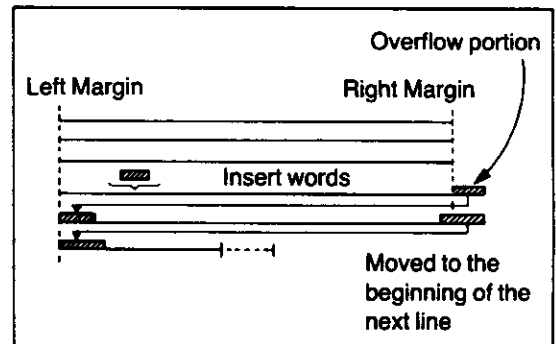 Overflow portion
Left Margin
Right Margin
Insert words
Moved to the
beginning of the
next line